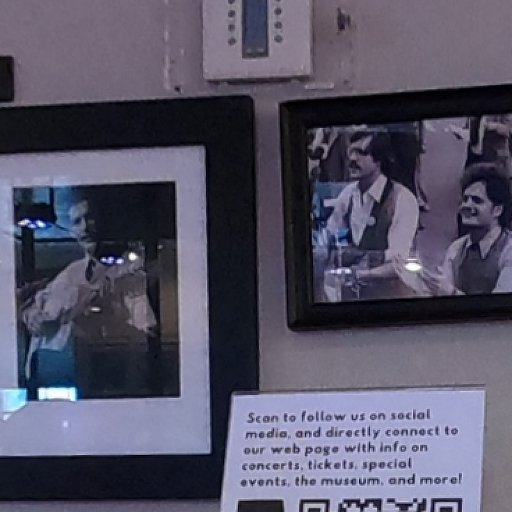 Scan to follow us on social
media, and directly connect to
our web page with info on
concerts, tickets, special
events, the museum, and more!